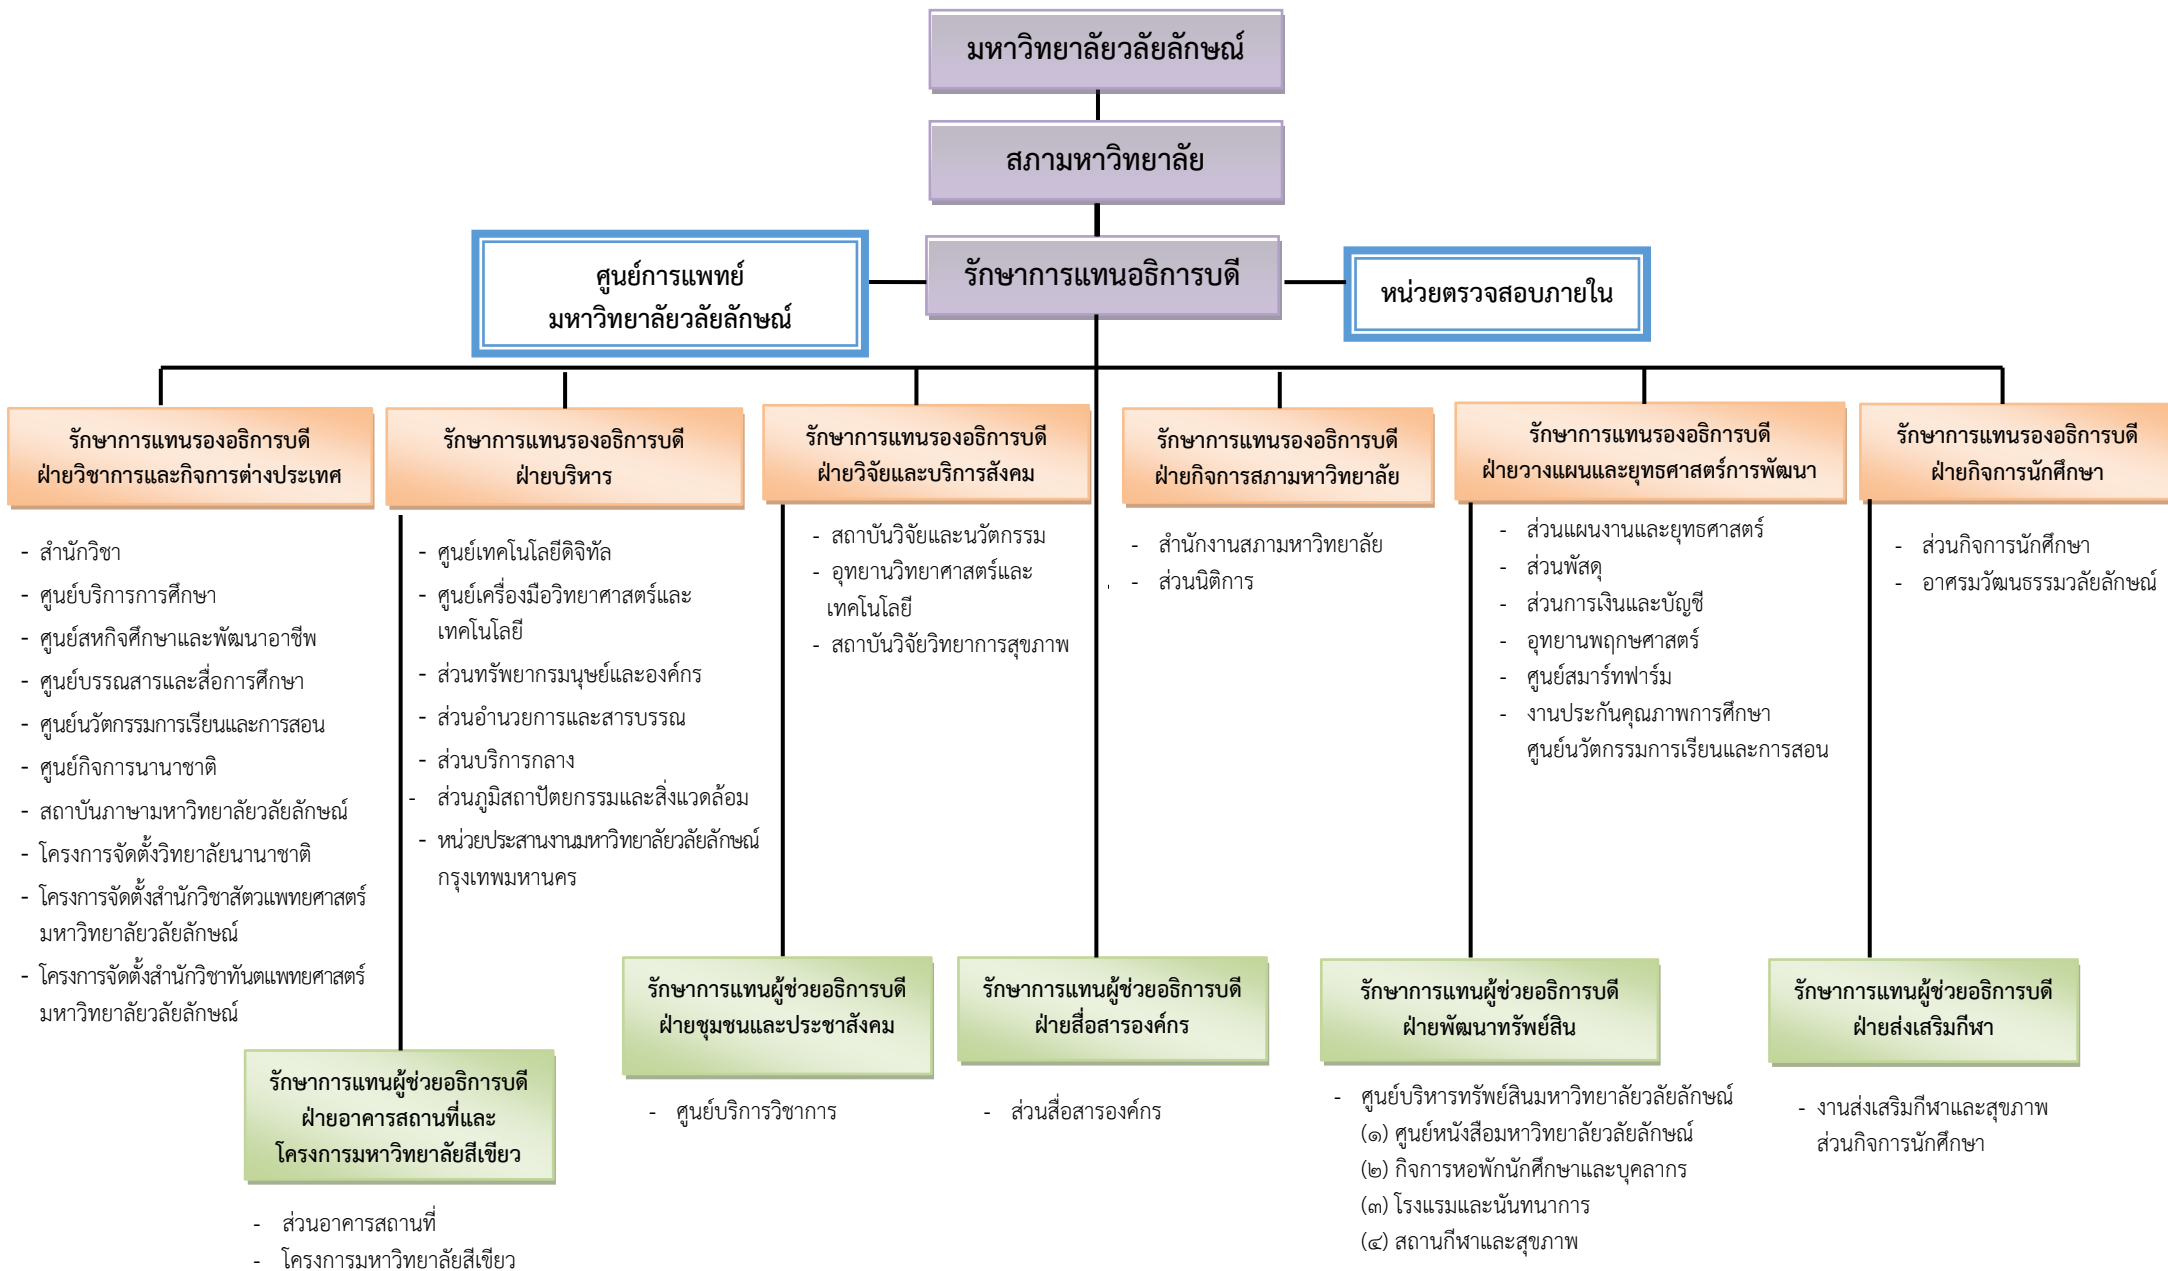 มหาวิทยาลัยวลัยลักษณ์
สภามหาวิทยาลัย
ศูนย์การแพทย์
มหาวิทยาลัยวลัยลักษณ์
รักษาการแทนอธิการบดี
หน่วยตรวจสอบภายใน
รักษาการแทนรองอธิการบดี
ฝ่ายวิชาการและกิจการต่างประเทศ
- สำนักวิชา
- ศูนย์บริการการศึกษา
- ศูนย์สหกิจศึกษาและพัฒนาอาชีพ
- ศูนย์บรรณสารและสื่อการศึกษา
- ศูนย์นวัตกรรมการเรียนและการสอน
- ศูนย์กิจการนานาชาติ
- สถาบันภาษามหาวิทยาลัยวลัยลักษณ์
- โครงการจัดตั้งวิทยาลัยนานาชาติ
- โครงการจัดตั้งสำนักวิชาสัตวแพทยศาสตร์
มหาวิทยาลัยวลัยลักษณ์
- โครงการจัดตั้งสำนักวิชาทันตแพทยศาสตร์
มหาวิทยาลัยวลัยลักษณ์
รักษาการแทนรองอธิการบดี
ฝ่ายบริหาร
- ศูนย์เทคโนโลยีดิจิทัล
- ศูนย์เครื่องมือวิทยาศาสตร์และ
เทคโนโลยี
- ส่วนทรัพยากรมนุษย์และองค์กร
- ส่วนอำนวยการและสารบรรณ
- ส่วนบริการกลาง
- ส่วนภูมิสถาปัตยกรรมและสิ่งแวดล้อม
- หน่วยประสานงานมหาวิทยาลัยวลัยลักษณ์
กรุงเทพมหานคร
รักษาการแทนรองอธิการบดี
ฝ่ายวิจัยและบริการสังคม
- สถาบันวิจัยและนวัตกรรม
- อุทยานวิทยาศาสตร์และ
เทคโนโลยี
- สถาบันวิจัยวิทยาการสุขภาพ
รักษาการแทนรองอธิการบดี
ฝ่ายกิจการสภามหาวิทยาลัย
- สำนักงานสภามหาวิทยาลัย
- ส่วนนิติการ
รักษาการแทนรองอธิการบดี
ฝ่ายวางแผนและยุทธศาสตร์การพัฒนา
- ส่วนแผนงานและยุทธศาสตร์
- ส่วนพัสดุ
- ส่วนการเงินและบัญชี
- อุทยานพฤกษศาสตร์
- ศูนย์สมาร์ทฟาร์ม
- งานประกันคุณภาพการศึกษา
ศูนย์นวัตกรรมการเรียนและการสอน
รักษาการแทนรองอธิการบดี
ฝ่ายกิจการนักศึกษา
- ส่วนกิจการนักศึกษา
- อาศรมวัฒนธรรมวลัยลักษณ์
รักษาการแทนผู้ช่วยอธิการบดี
ฝ่ายอาคารสถานที่และ
โครงการมหาวิทยาลัยสีเขียว
- ส่วนอาคารสถานที่
- โครงการมหาวิทยาลัยสีเขียว
รักษาการแทนผู้ช่วยอธิการบดี
ฝ่ายชุมชนและประชาสังคม
- ศูนย์บริการวิชาการ
รักษาการแทนผู้ช่วยอธิการบดี
ฝ่ายสื่อสารองค์กร
- ส่วนสื่อสารองค์กร
รักษาการแทนผู้ช่วยอธิการบดี
ฝ่ายพัฒนาทรัพย์สิน
- ศูนย์บริหารทรัพย์สินมหาวิทยาลัยวลัยลักษณ์
(๑) ศูนย์หนังสือมหาวิทยาลัยวลัยลักษณ์
(๒) กิจการหอพักนักศึกษาและบุคลากร
(๓) โรงแรมและนันทนาการ
(๔) สถานกีฬาและสุขภาพ
รักษาการแทนผู้ช่วยอธิการบดี
ฝ่ายส่งเสริมกีฬา
- งานส่งเสริมกีฬาและสุขภาพ
ส่วนกิจการนักศึกษา